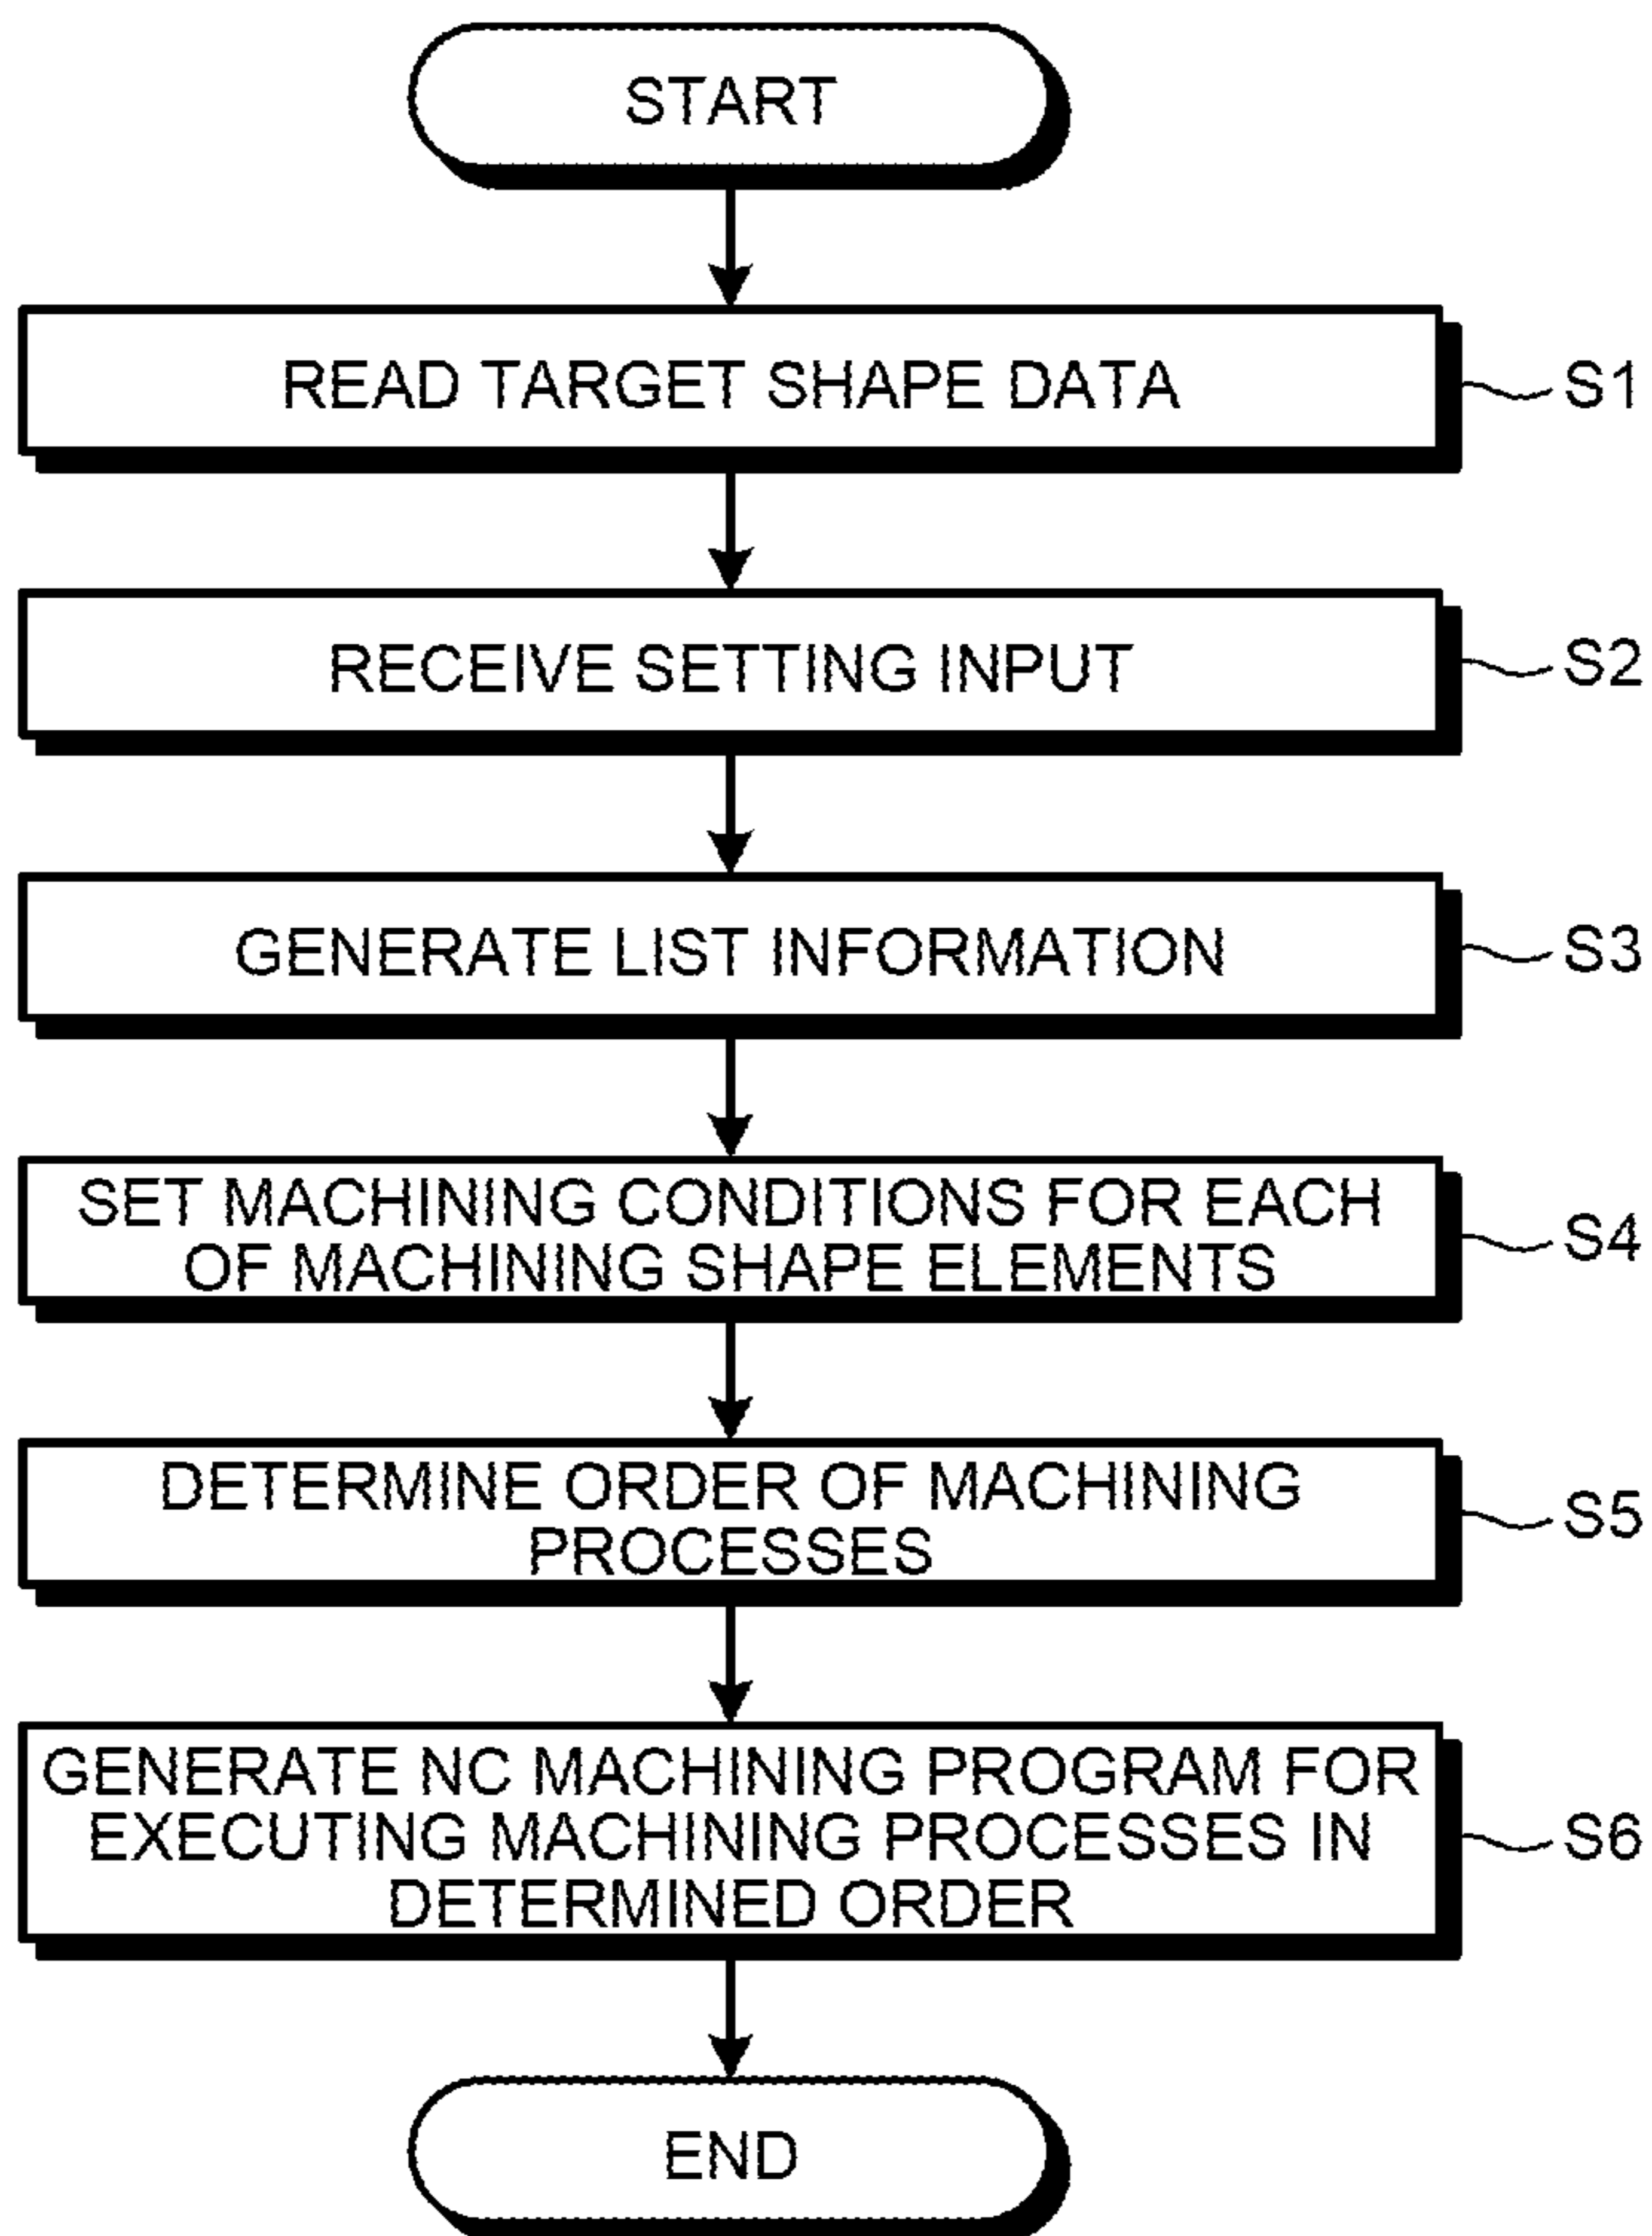 START
READ TARGET SHAPE DATA
S1
RECEIVE SETTING INPUT
S2
GENERATE LIST INFORMATION
S3
SET MACHINING CONDITIONS FOR EACH
OF MACHINING SHAPE ELEMENTS
S4
DETERMINE ORDER OF MACHINING
PROCESSES
S5
GENERATE NC MACHINING PROGRAM FOR
EXECUTING MACHINING PROCESSES IN
DETERMINED ORDER
S6
END